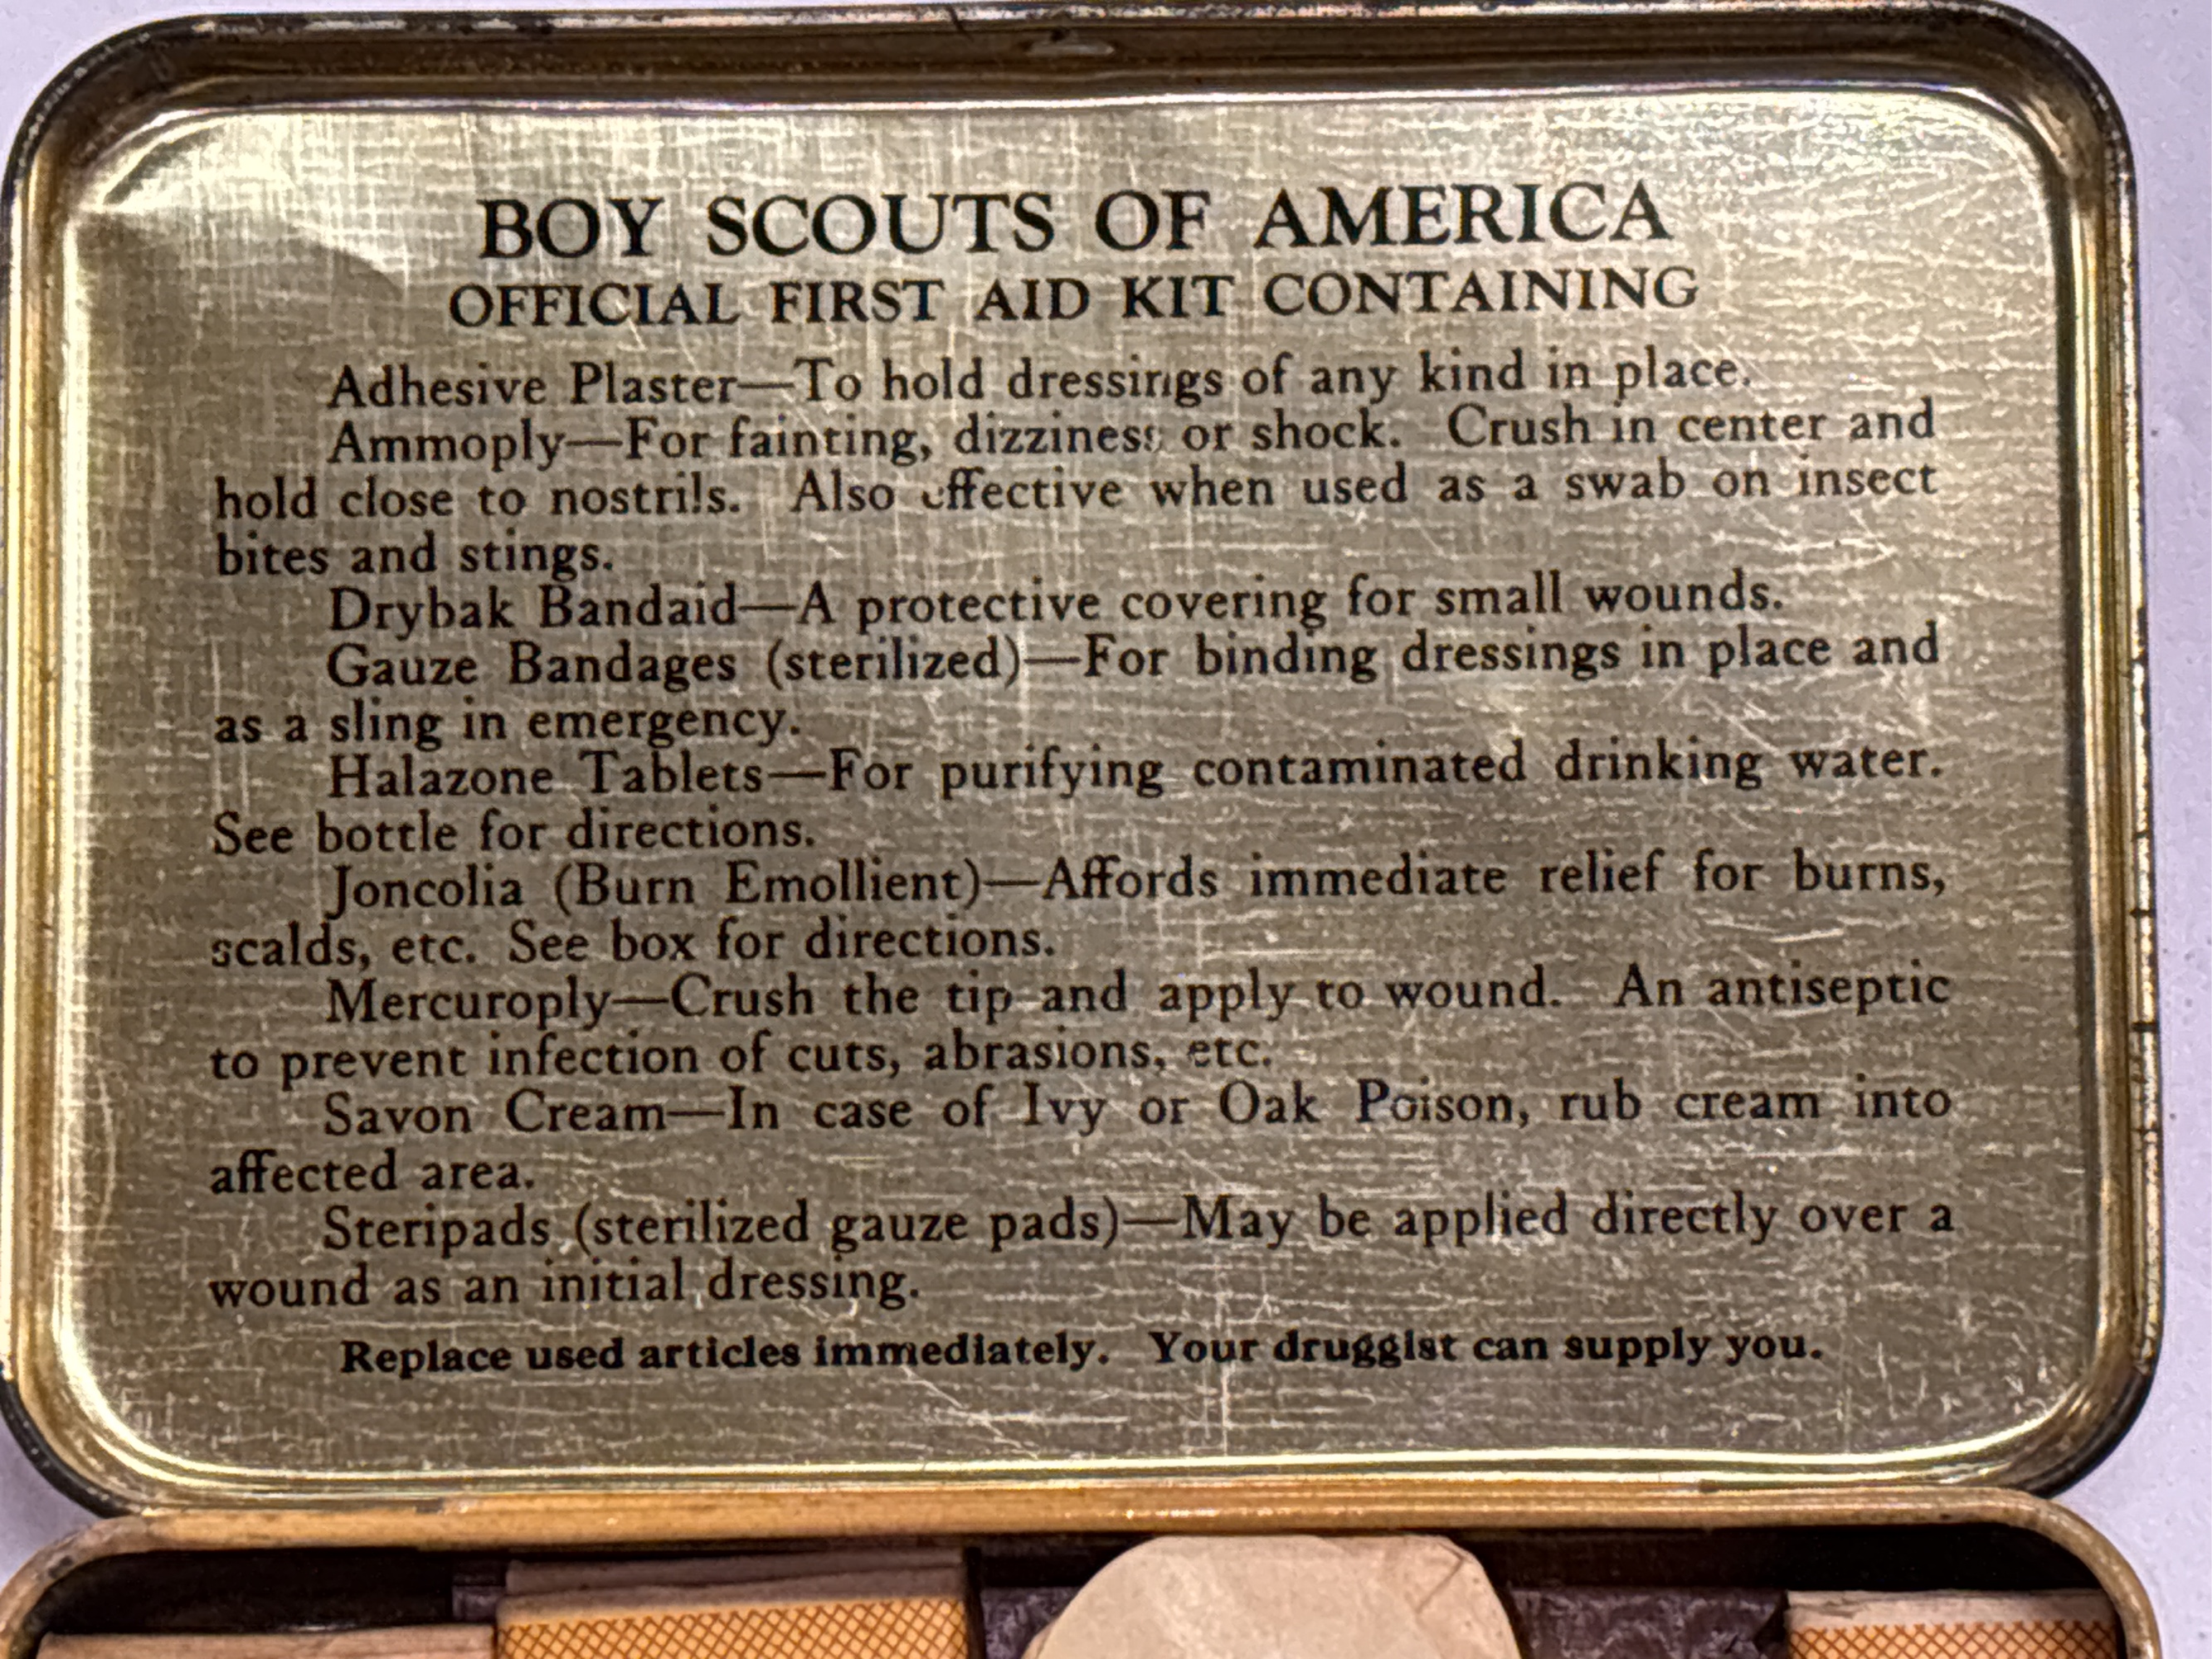 BOY SCOUTS OF AMERICA
OFFICIAL FIRST AID KIT CONTAINING
Adhesive Plaster—To hold dressings of any kind in place.
Ammoply—For fainting, dizziness or shock. Crush in center and
hold close to nostrils. Also effective when used as a swab on insect
bites and stings.
Drybak Bandaid—A protective covering for small wounds.
Gauze Bandages (sterilized)—For binding dressings in place and
as a sling in emergency.
Halazone Tablets—For purifying contaminated drinking water.
See bottle for directions.
Joncolia (Burn Emollient)—Affords immediate relief for burns,
scalds, etc. See box for directions.
Mercuroply—Crush the tip and apply to wound. An antiseptic
to prevent infection of cuts, abrasions, etc.
Savon Cream—In case of Ivy or Oak Poison, rub cream into
affected area.
Steripads (sterilized gauze pads)—May be applied directly over a
wound as an initial dressing.
Replace used articles immediately. Your druggist can supply you.